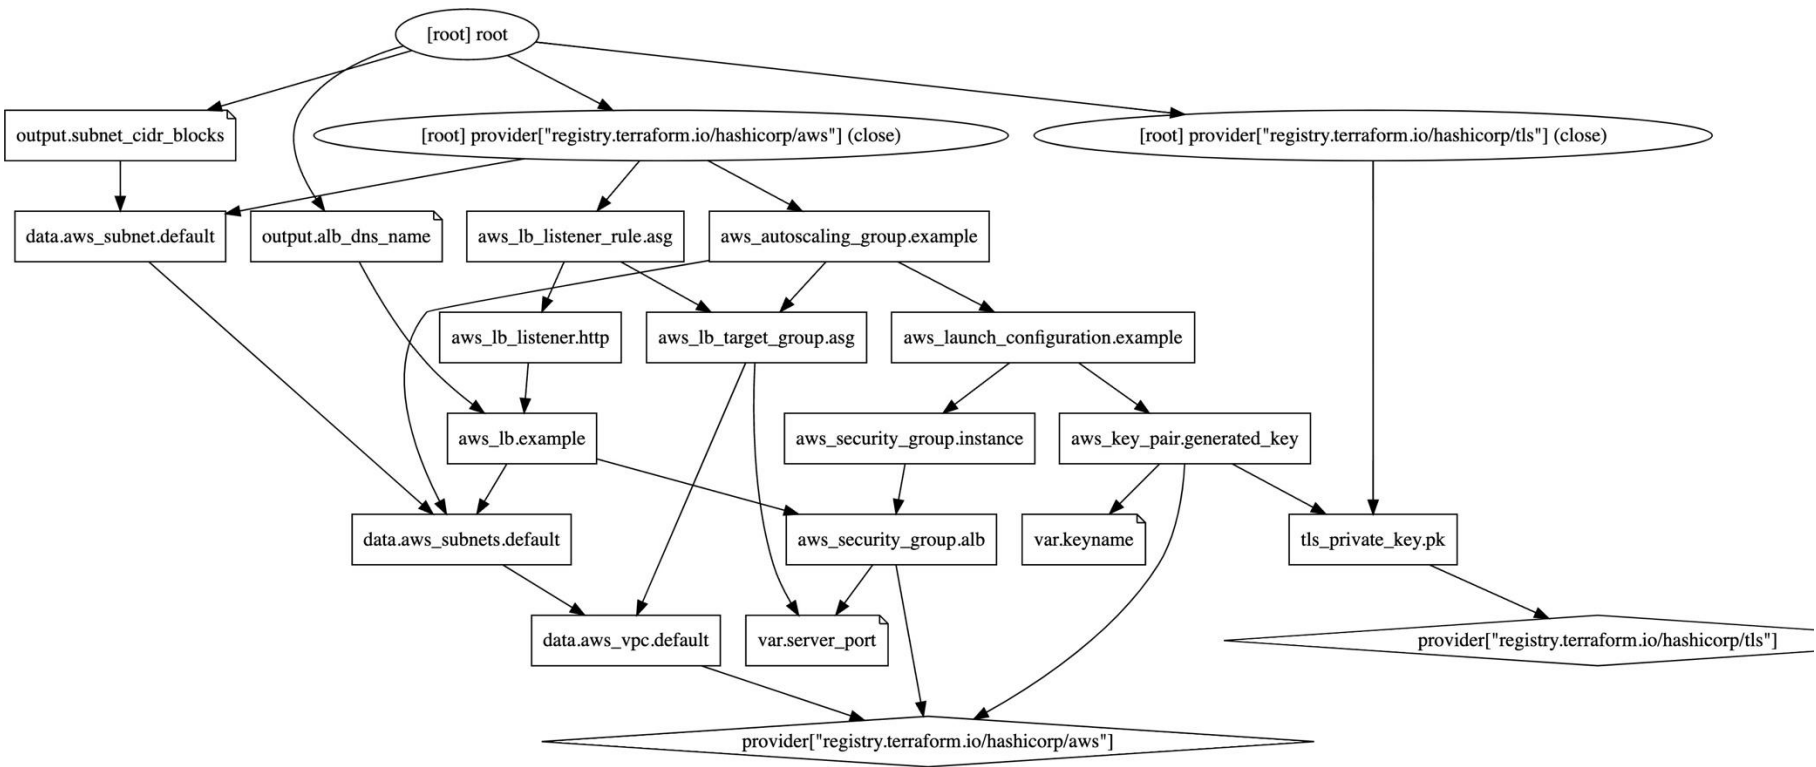 [root] root
output.subnet_cidr_blocks
[root] provider["registry.terraform.io/hashicorp/aws"] (close)
[root] provider["registry.terraform.io/hashicorp/tls"] (close)
data.aws_subnet.default
output.alb_dns_name
aws_lb_listener_rule.asg
aws_autoscaling_group.example
aws_lb_listener.http
aws_lb_target_group.asg
aws_launch_configuration.example
aws_lb.example
aws_security_group.instance
aws_key_pair.generated_key
data.aws_subnets.default
aws_security_group.alb
var.keyname
tls_private_key.pk
data.aws_vpc.default
var.server_port
provider["registry.terraform.io/hashicorp/tls"]
provider["registry.terraform.io/hashicorp/aws"]